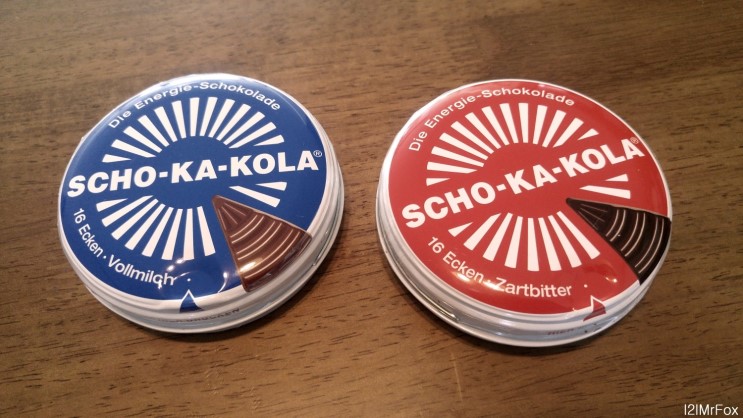 Die Energie-Schokolade
SCHO-KA-KOLA®
16 Ecken · Vollmilch
Die Energie-Schokolade
SCHO-KA-KOLA®
16 Ecken · Zartbitter
I2IMrFox